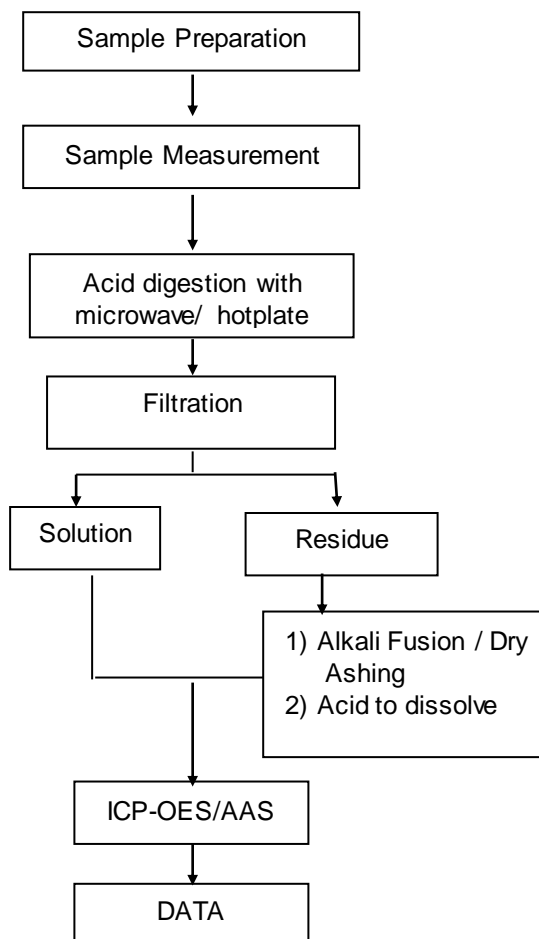 Sample Preparation
Sample Measurement
Acid digestion with
microwave/ hotplate
Filtration
Solution
Residue
1) Alkali Fusion / Dry
Ashing
2) Acid to dissolve
ICP-OES/AAS
DATA